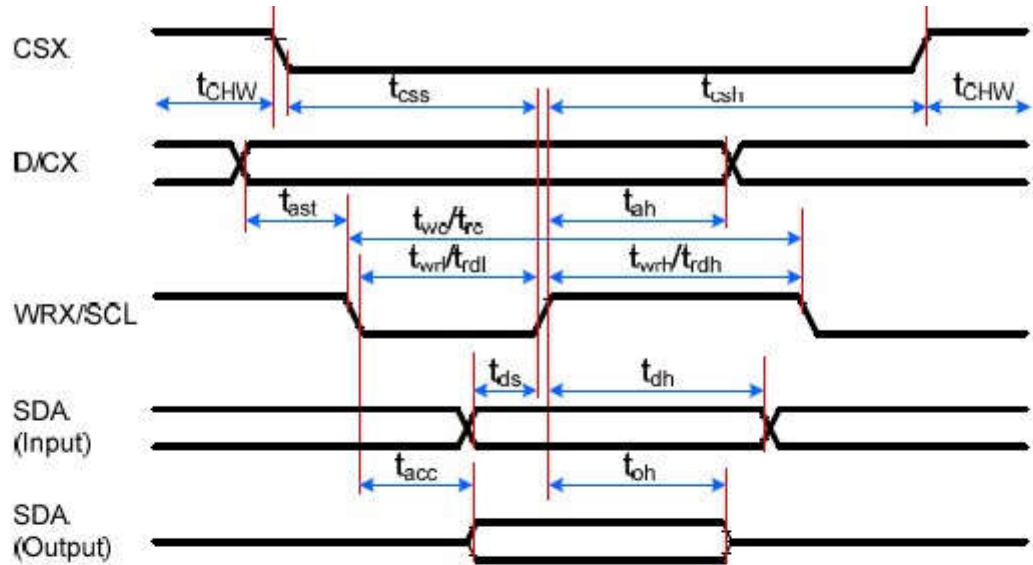 CSX
tCHW
tcss
tcsh
tCHW
D/CX
tast
twc/trc
tah
twrl/trdl
twrh/trdh
WRX/SCL
tds
tdh
SDA
(Input)
tacc
toh
SDA
(Output)